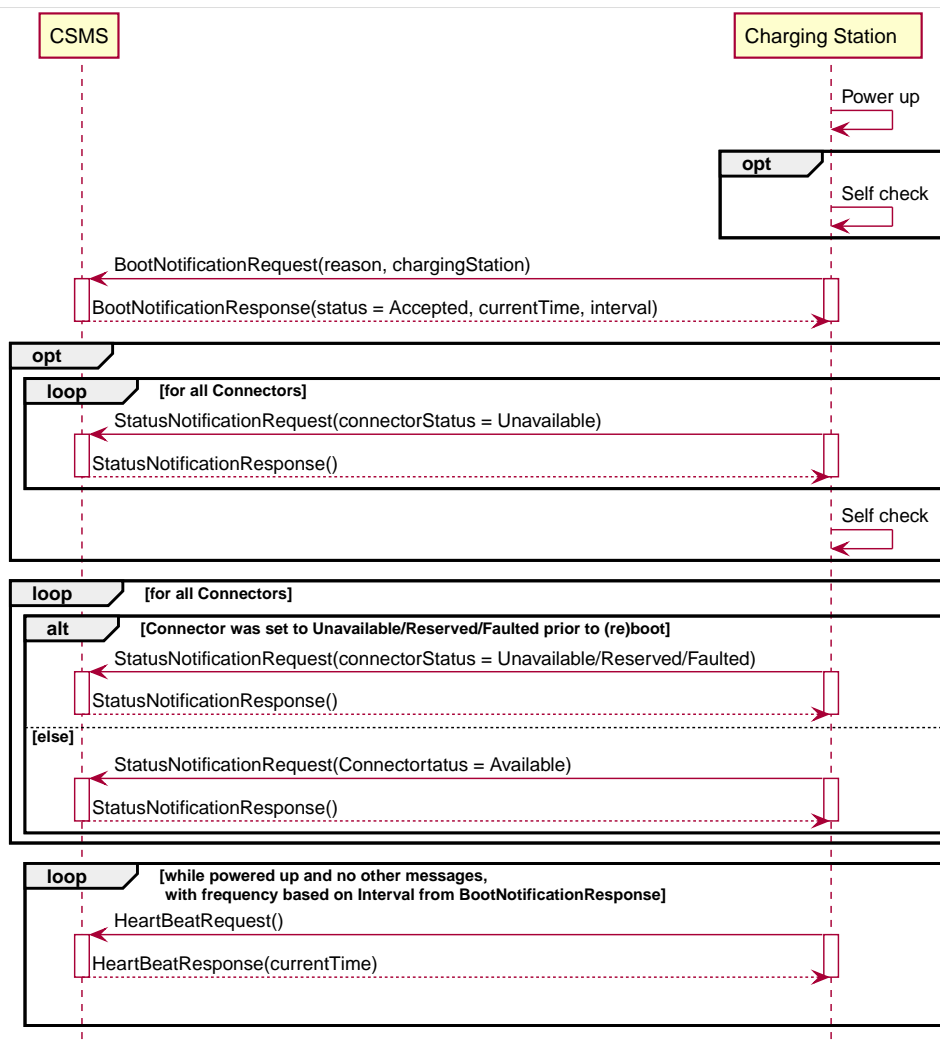 CSMS
Charging Station
Power up
opt
Self check
BootNotificationRequest(reason, chargingStation)
BootNotificationResponse(status = Accepted, currentTime, interval)
opt
loop
[for all Connectors]
StatusNotificationRequest(connectorStatus = Unavailable)
StatusNotificationResponse()
Self check
loop
[for all Connectors]
alt
[Connector was set to Unavailable/Reserved/Faulted prior to (re)boot]
StatusNotificationRequest(connectorStatus = Unavailable/Reserved/Faulted)
StatusNotificationResponse()
[else]
StatusNotificationRequest(Connectortatus = Available)
StatusNotificationResponse()
loop
[while powered up and no other messages,
with frequency based on Interval from BootNotificationResponse]
HeartBeatRequest()
HeartBeatResponse(currentTime)